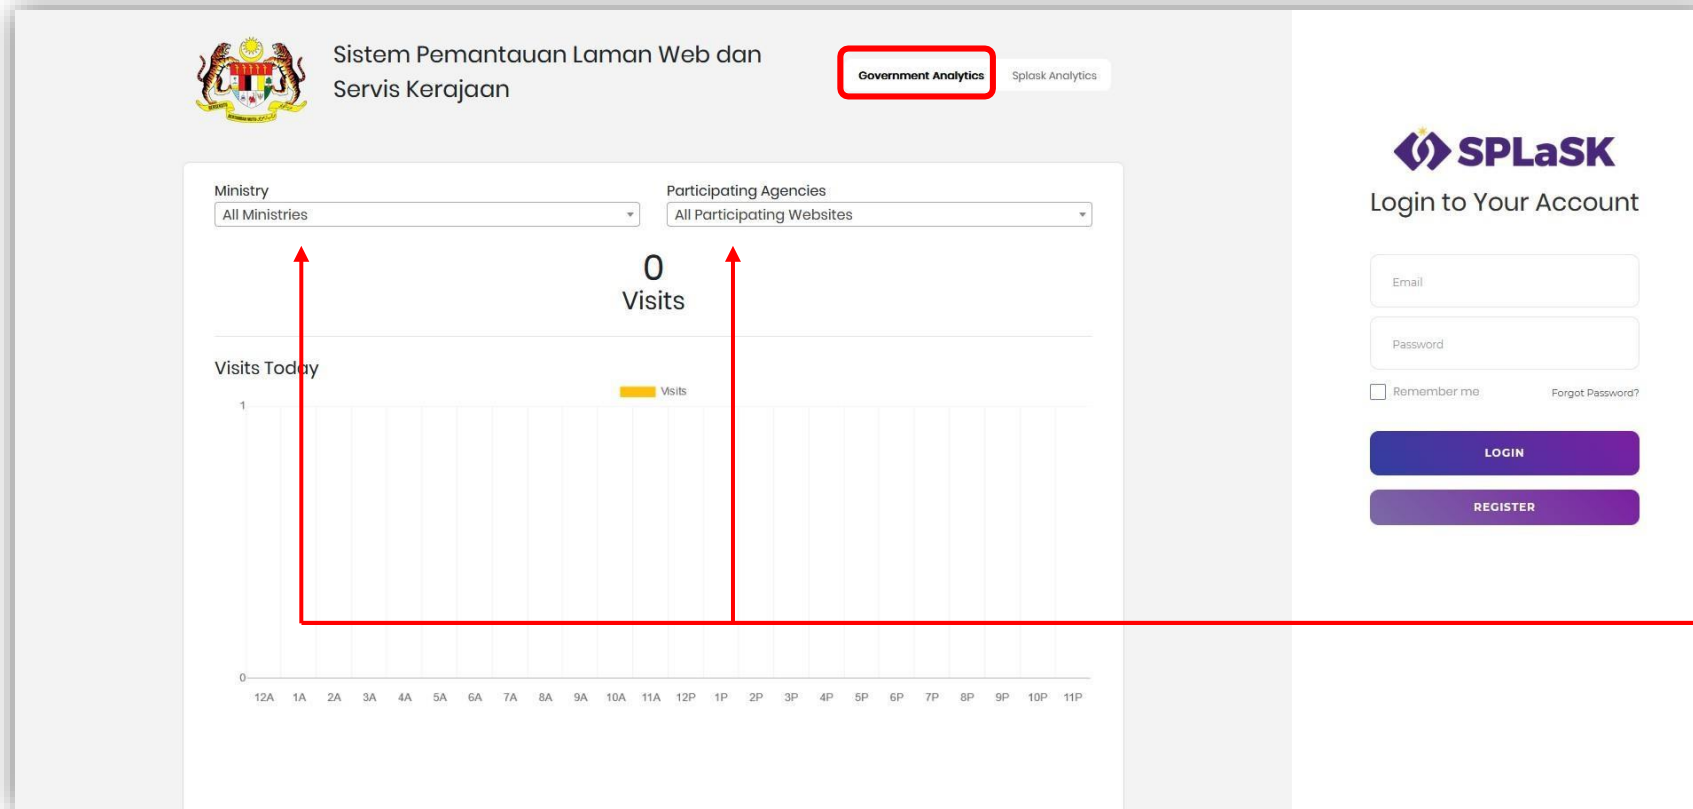 Sistem Pemantauan Laman Web dan
Servis Kerajaan
Government Analytics
Splask Analytics
Ministry
All Ministries
Participating Agencies
All Participating Websites
0
Visits
Visits Today
Visits
1
0
12A 1A 2A 3A 4A 5A 6A 7A 8A 9A 10A 11A 12P 1P 2P 3P 4P 5P 6P 7P 8P 9P 10P 11P
SPLaSK
Login to Your Account
Email
Password
Remember me
Forgot Password?
LOGIN
REGISTER